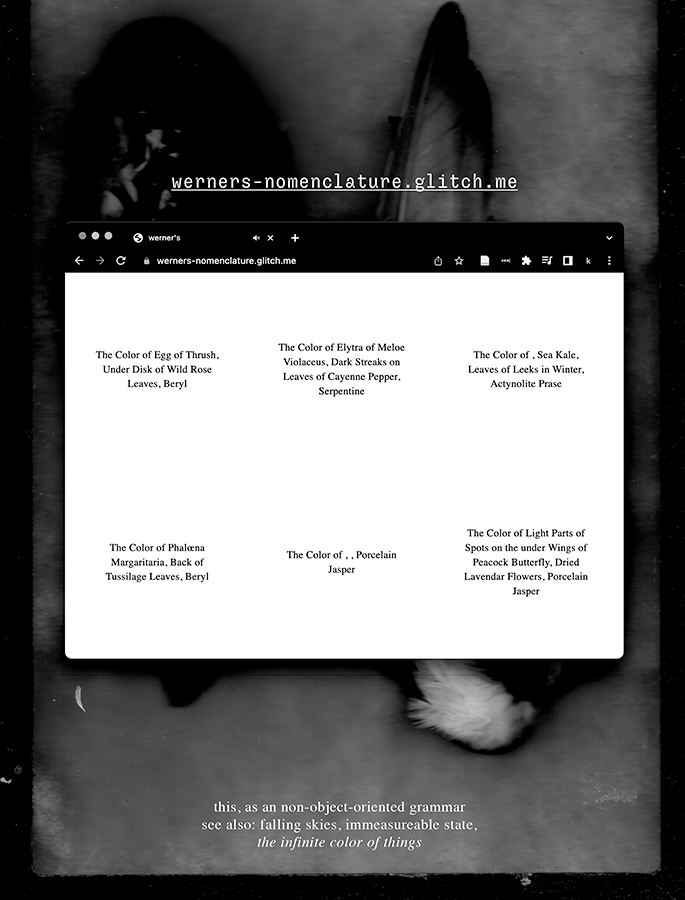 werners-nomenclature.glitch.me
werner's
werners-nomenclature.glitch.me
k
The Color of Egg of Thrush,
Under Disk of Wild Rose
Leaves, Beryl
The Color of Elytra of Meloe
Violaceus, Dark Streaks on
Leaves of Cayenne Pepper,
Serpentine
The Color of , Sea Kale,
Leaves of Leeks in Winter,
Actynolite Prase
The Color of Phalœna
Margaritaria, Back of
Tussilage Leaves, Beryl
The Color of , , Porcelain
Jasper
The Color of Light Parts of
Spots on the under Wings of
Peacock Butterfly, Dried
Lavendar Flowers, Porcelain
Jasper
this, as an non-object-oriented grammar
see also: falling skies, immeasureable state,
the infinite color of things